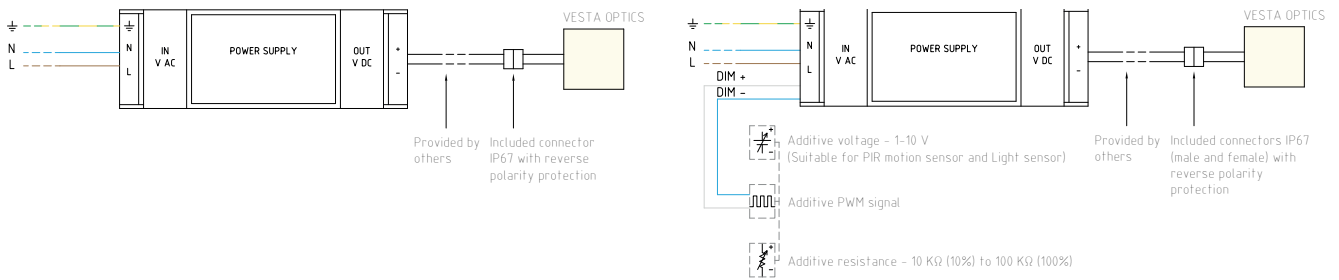 VESTA OPTICS
N
L
N
L
IN
V AC
POWER SUPPLY
OUT
V DC
+
-
Provided by
others
Included connector
IP67 with reverse
polarity protection
VESTA OPTICS
N
L
N
L
IN
V AC
POWER SUPPLY
OUT
V DC
+
-
DIM +
DIM -
Provided by
others
Included connectors IP67
(male and female) with
reverse polarity
protection
+
-
Additive voltage - 1-10 V
(Suitable for PIR motion sensor and Light sensor)
Additive PWM signal
+
-
Additive resistance - 10 KΩ (10%) to 100 KΩ (100%)